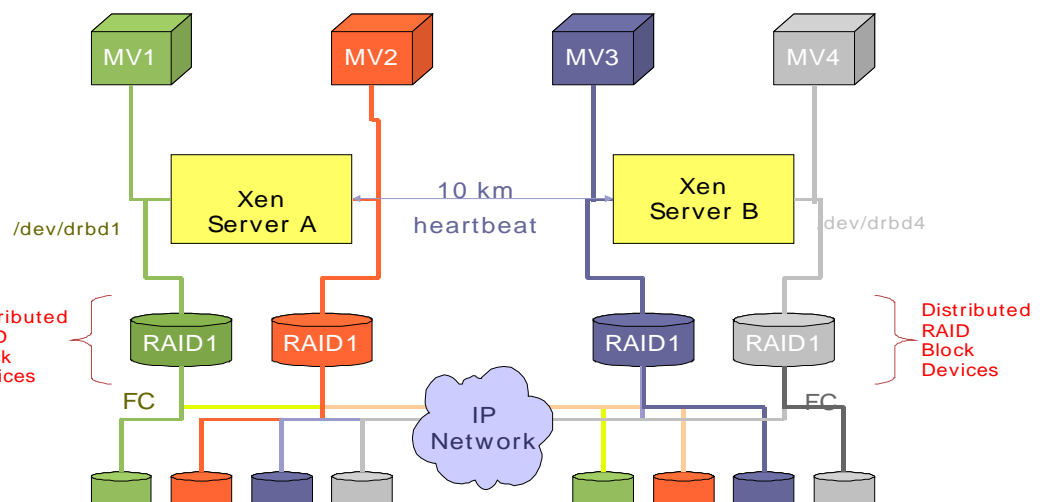 MV1
MV2
MV3
MV4
Xen
Server A
10 km
heartbeat
Xen
Server B
/dev/drbd1
/dev/drbd4
RAID1
RAID1
RAID1
RAID1
Distributed
RAID
Block
Devices
FC
IP
Network
FC